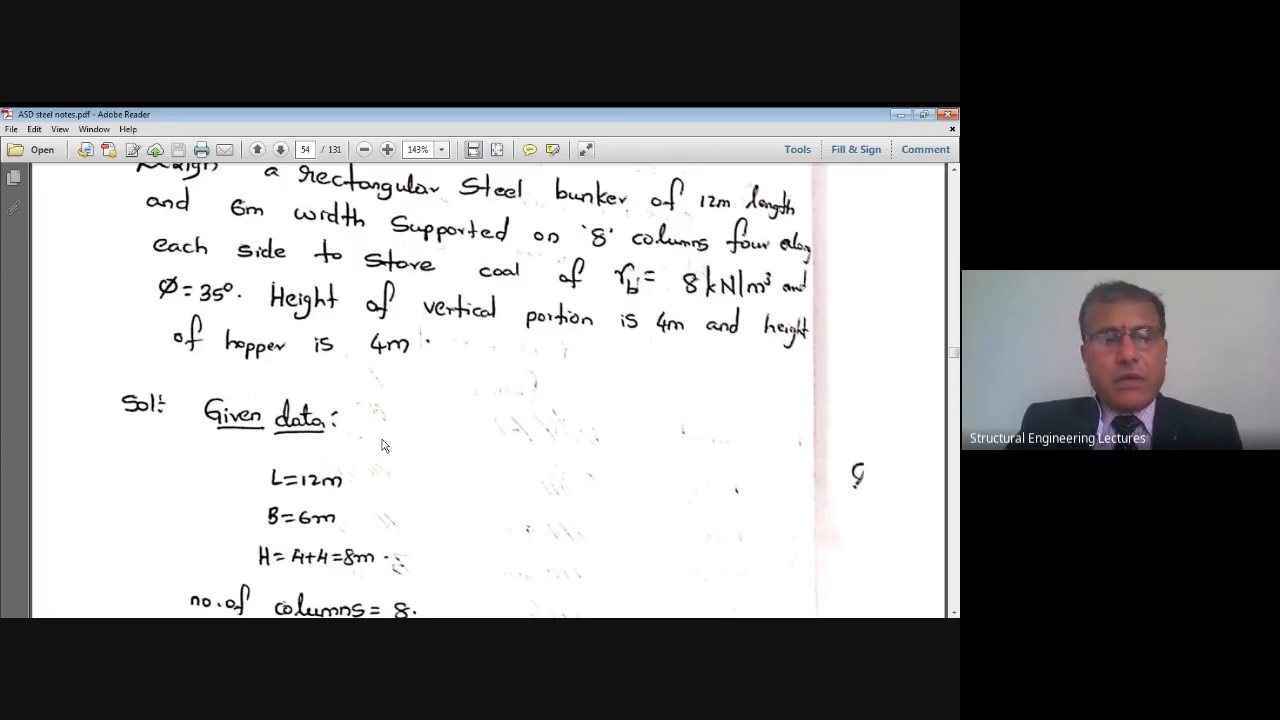 ASD steel notes.pdf - Adobe Reader
File Edit View Window Help
Open 54 / 131 143% Tools Fill & Sign Comment
a rectangular Steel bunker of 12m length
and 6m width Supported on '8' columns four along
each side to store coal of γb = 8 kN/m³ and
Ø = 35°. Height of vertical portion is 4m and height
of hopper is 4m.
Sol:
Given data:
L=12m
B=6m
H= 4+4=8m
no. of columns = 8.
Structural Engineering Lectures